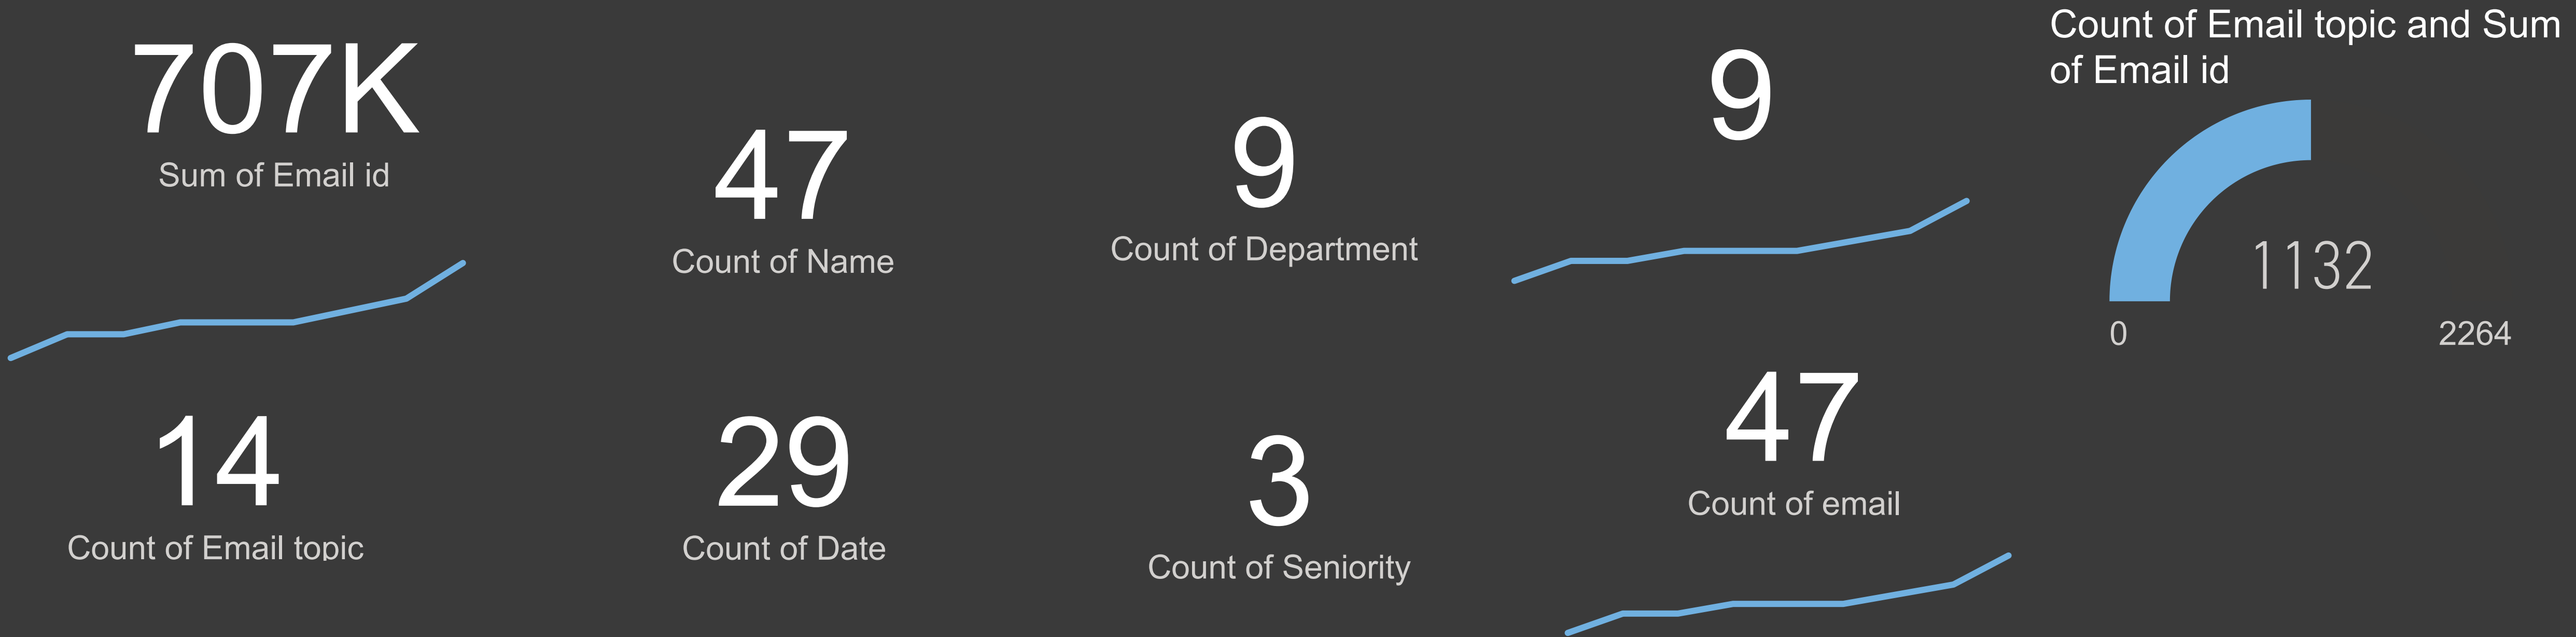 707K
Sum of Email id
47
Count of Name
9
Count of Department
9
Count of Email topic and Sum
of Email id
1132
0
2264
14
Count of Email topic
29
Count of Date
3
Count of Seniority
47
Count of email